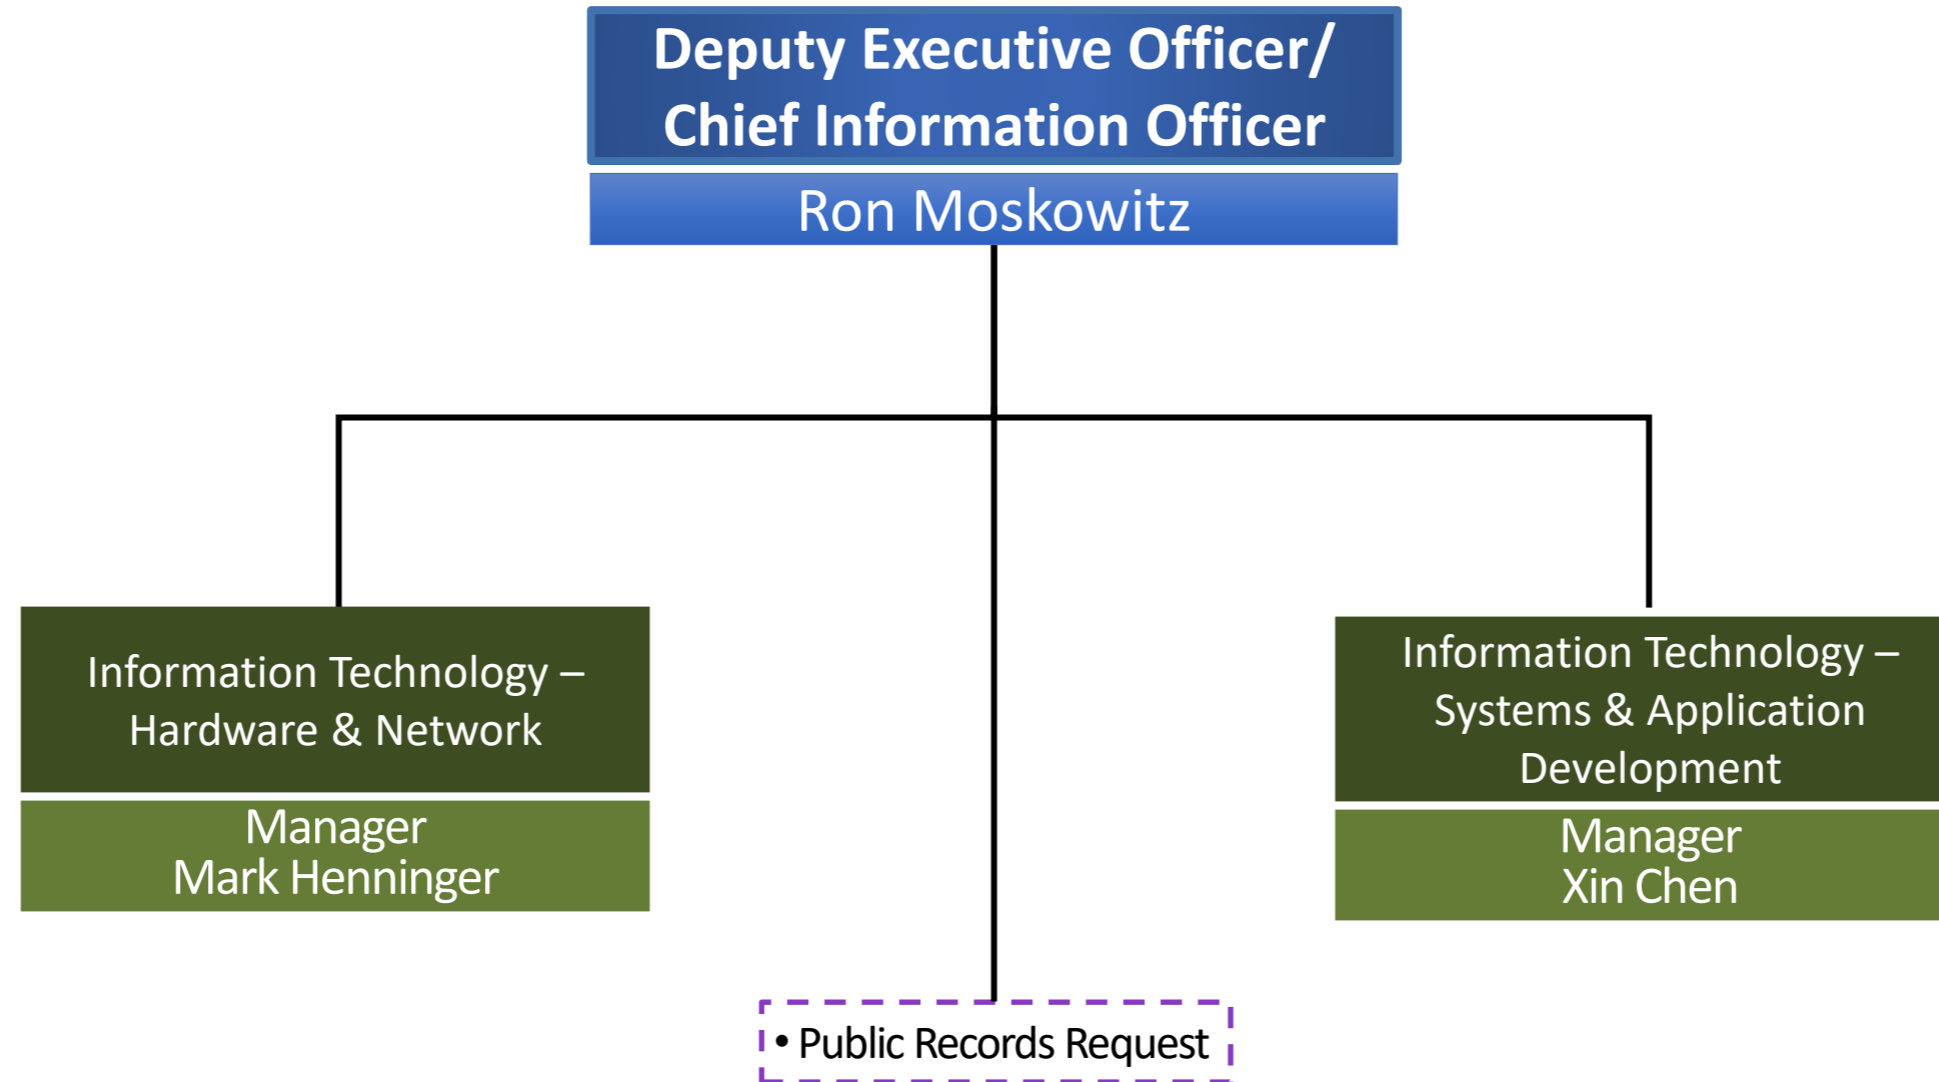 Deputy Executive Officer/
Chief Information Officer
Ron Moskowitz
Information Technology –
Hardware & Network
Manager
Mark Henninger
Information Technology –
Systems & Application
Development
Manager
Xin Chen
• Public Records Request